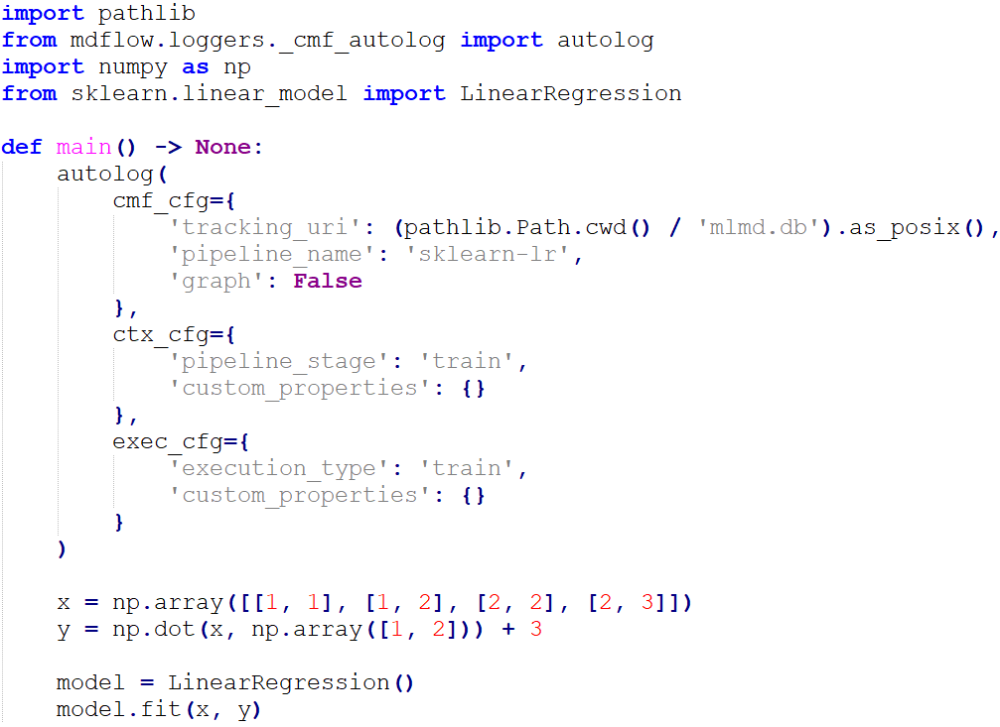 import pathlib
from mdflow.loggers._cmf_autolog import autolog
import numpy as np
from sklearn.linear_model import LinearRegression

def main() -> None:
    autolog(
        cmf_cfg={
            'tracking_uri': (pathlib.Path.cwd() / 'mlmd.db').as_posix(),
            'pipeline_name': 'sklearn-lr',
            'graph': False
        },
        ctx_cfg={
            'pipeline_stage': 'train',
            'custom_properties': {}
        },
        exec_cfg={
            'execution_type': 'train',
            'custom_properties': {}
        }
    )

    x = np.array([[1, 1], [1, 2], [2, 2], [2, 3]])
    y = np.dot(x, np.array([1, 2])) + 3

    model = LinearRegression()
    model.fit(x, y)